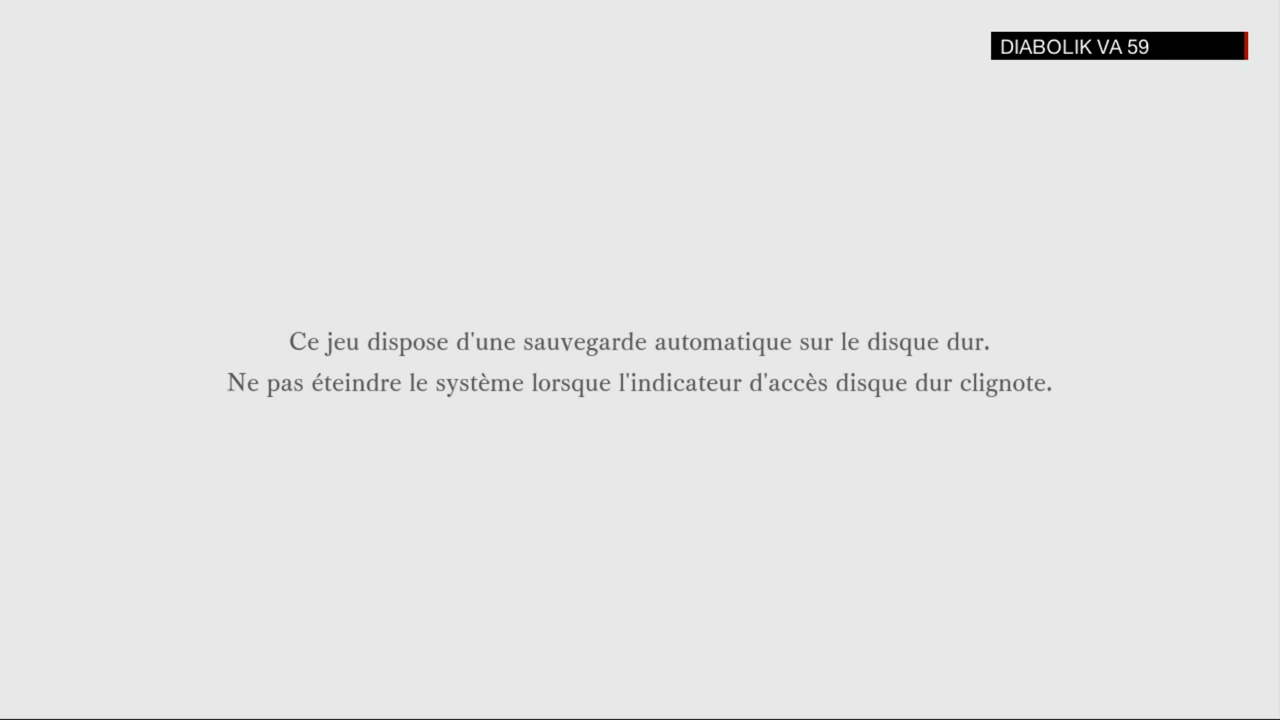 DIABOLIK VA 59
Ce jeu dispose d'une sauvegarde automatique sur le disque dur.
Ne pas éteindre le système lorsque l'indicateur d'accès disque dur clignote.